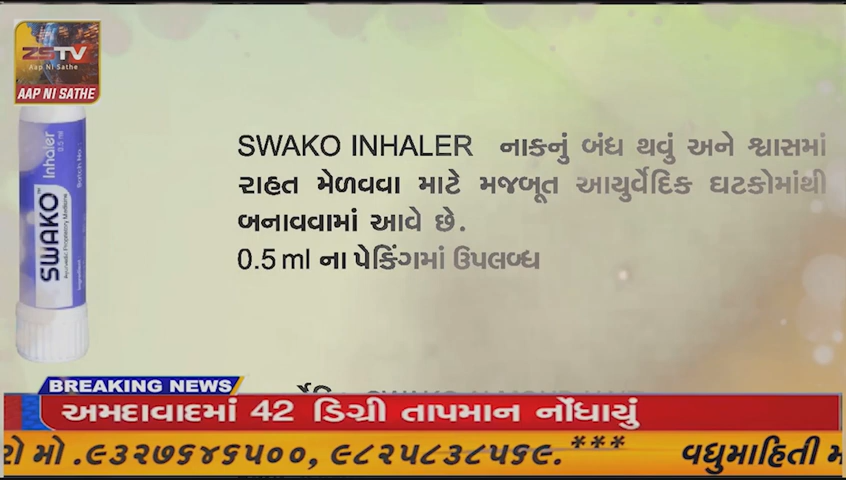 ZSTV
Aap Ni Sathe
AAP NI SATHE
SWAKO
Inhaler
0.5 ml
SWAKO INHALER નાકનું બંધ થવું અને શ્વાસમાં
રાહત મેળવવા માટે મજબૂત આયુર્વેદિક ઘટકોમાંથી
બનાવવામાં આવે છે.
0.5 ml ના પેકિંગમાં ઉપલબ્ધ
BREAKING NEWS
અમદાવાદમાં 42 ડિગ્રી તાપમાન નોંધાયું
રો મો .૯૩૨૭૬૪૬૫૦૦, ૯૮૨૫૮૩૮૫૬૯.*** વધુમાહિતી મ